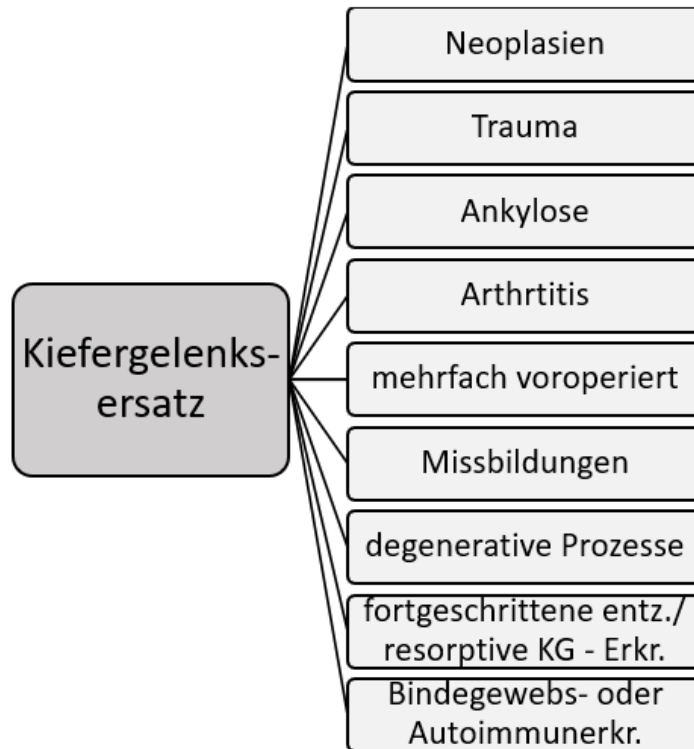 Kiefergelenks-
ersatz
Neoplasien
Trauma
Ankylose
Arthrtitis
mehrfach voroperiert
Missbildungen
degenerative Prozesse
fortgeschrittene entz./
resorptive KG - Erkr.
Bindegewebs- oder
Autoimmunerkr.